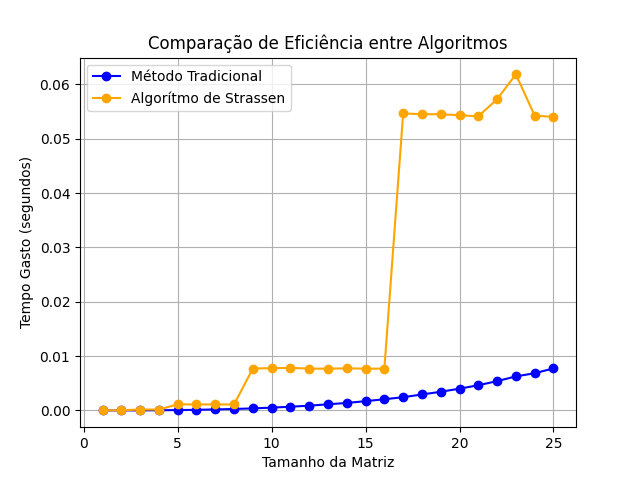 Comparação de Eficiência entre Algoritmos
Método Tradicional
Algorítmo de Strassen
Tempo Gasto (segundos)
0.06
0.05
0.04
0.03
0.02
0.01
0.00
0 5 10 15 20 25
Tamanho da Matriz